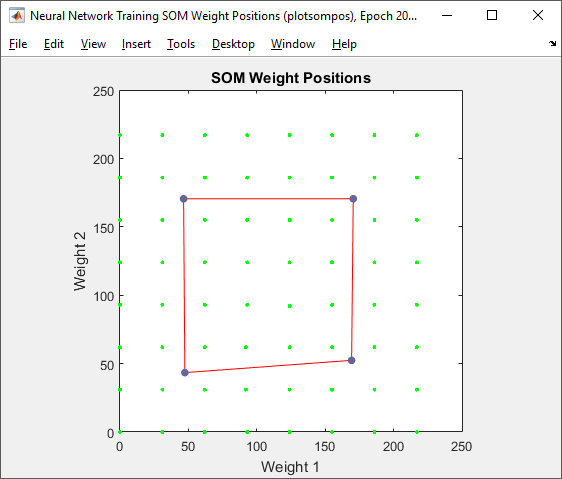 Neural Network Training SOM Weight Positions (plotsompos), Epoch 20...
File Edit View Insert Tools Desktop Window Help
SOM Weight Positions
250
200
150
100
50
0
Weight 2
0 50 100 150 200 250
Weight 1